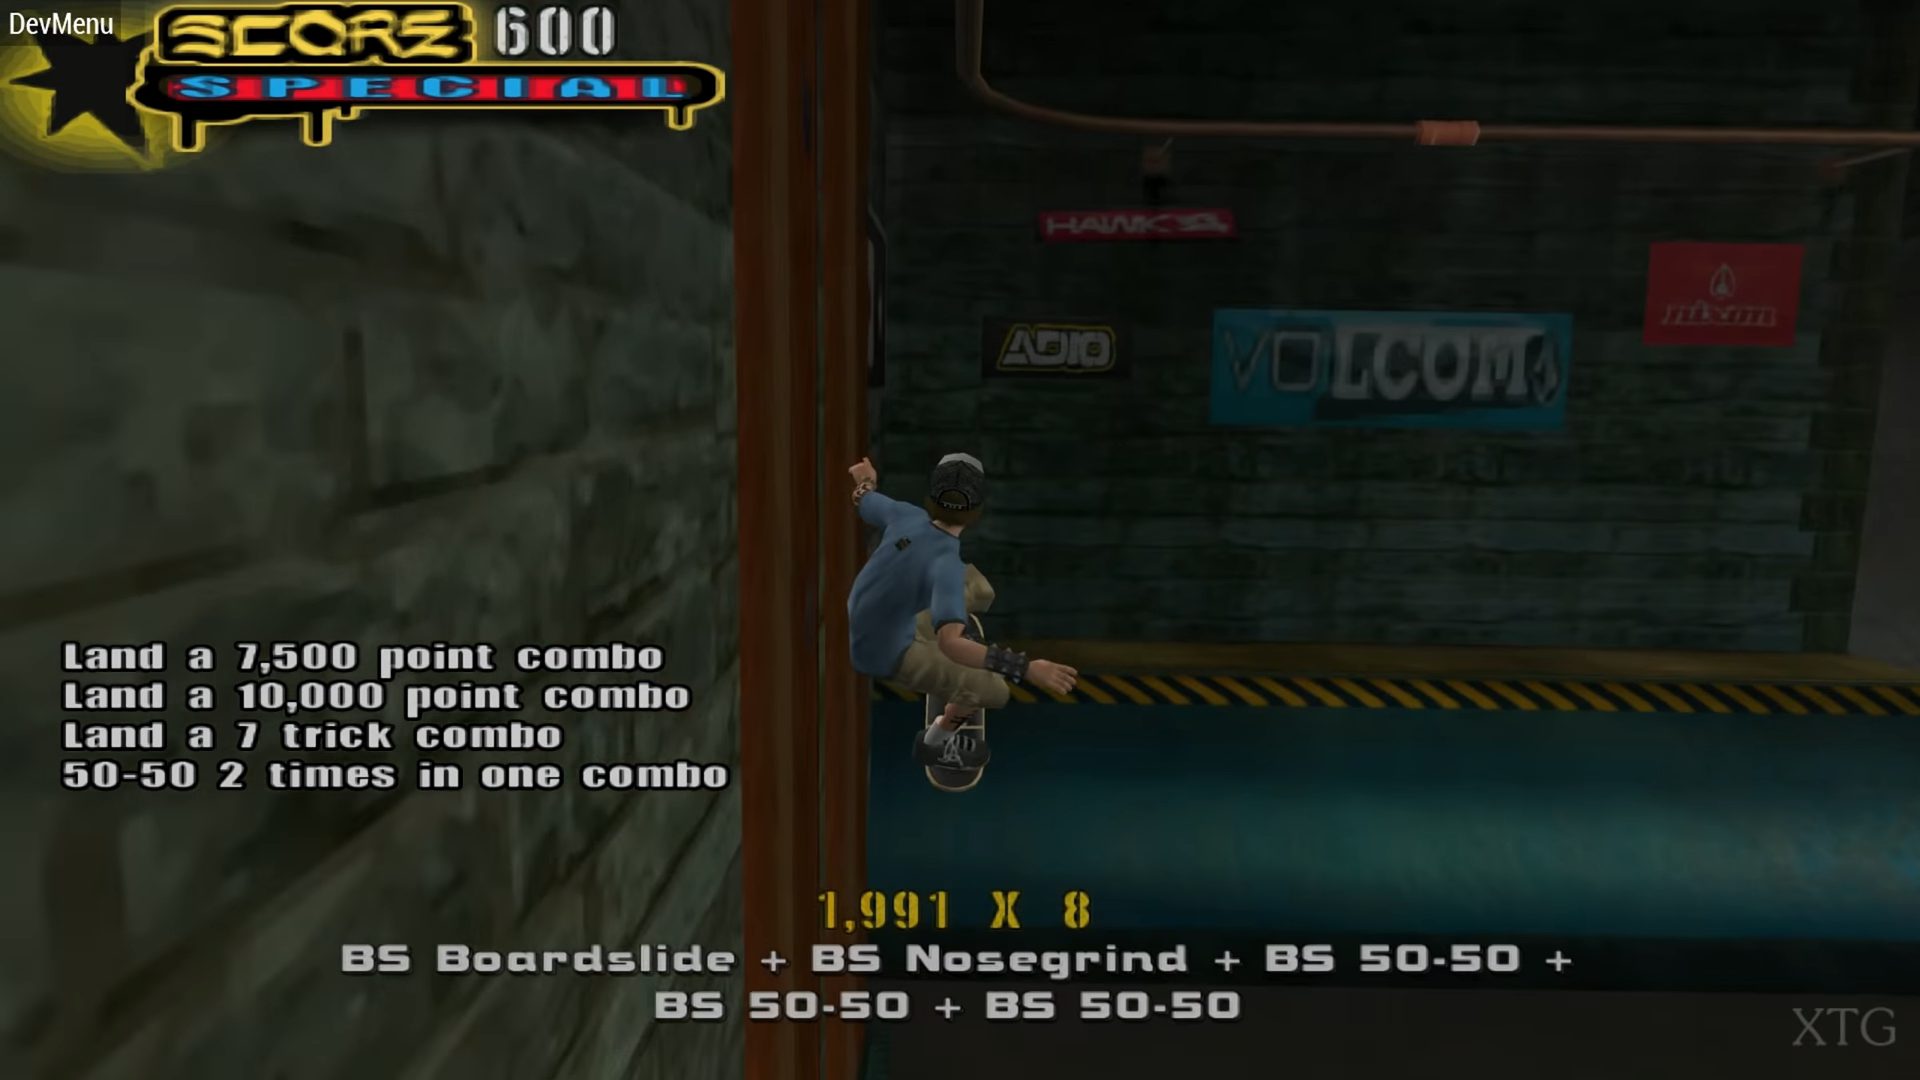 DevMenu
SCORE 600
SPECIAL
HAWK
ADIO
VOLCOM
nixon
Land a 7,500 point combo
Land a 10,000 point combo
Land a 7 trick combo
50-50 2 times in one combo
1,991 X 8
BS Boardslide + BS Nosegrind + BS 50-50 +
BS 50-50 + BS 50-50
XTG